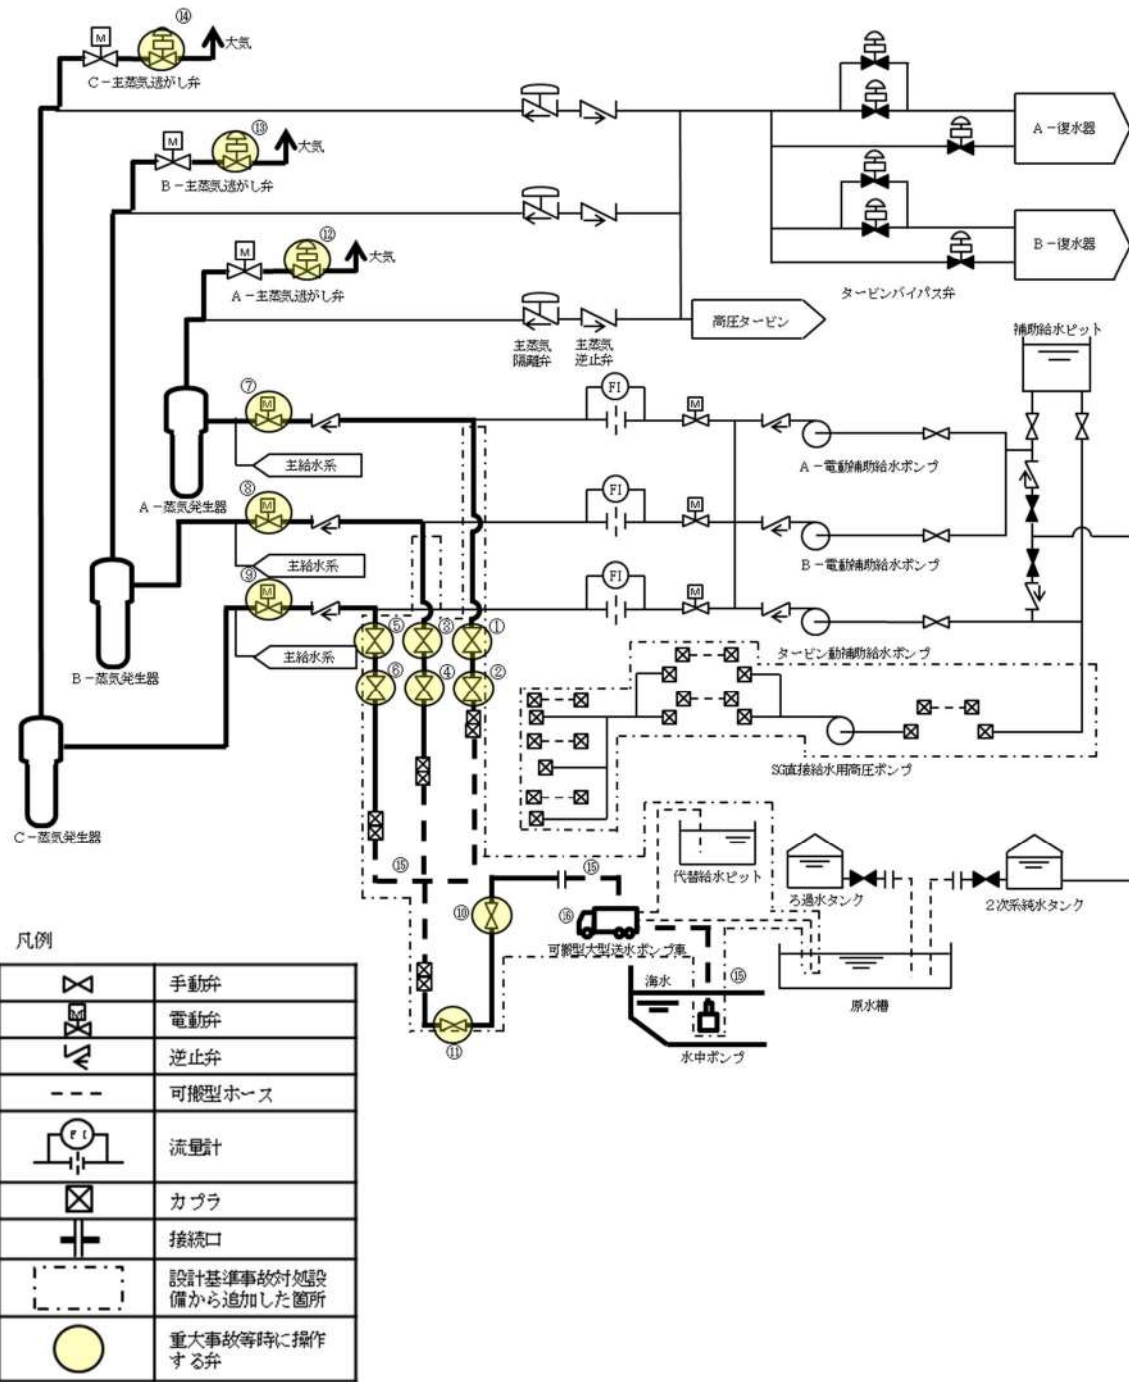 ⑭
M
大気
C－主蒸気逃がし弁
⑬
M
大気
B－主蒸気逃がし弁
⑫
M
大気
A－主蒸気逃がし弁
A－復水器
B－復水器
タービンバイパス弁
高圧タービン
主蒸気
隔離弁
主蒸気
逆止弁
補助給水ピット
⑦
M
FI
M
主給水系
A－電動補助給水ポンプ
A－蒸気発生器
⑧
M
FI
M
主給水系
B－電動補助給水ポンプ
⑨
M
FI
M
主給水系
⑤
③
①
タービン動補助給水ポンプ
B－蒸気発生器
⑥
④
②
SG直接給水用高圧ポンプ
C－蒸気発生器
⑮
⑮
代替給水ピット
ろ過水タンク
2次系純水タンク
⑩
⑯
可搬型大型送水ポンプ車
海水
⑮
原水槽
⑪
水中ポンプ
凡例
手動弁
M
電動弁
逆止弁
可搬型ホース
FI
流量計
カプラ
接続口
設計基準事故対処設
備から追加した箇所
重大事故等時に操作
する弁